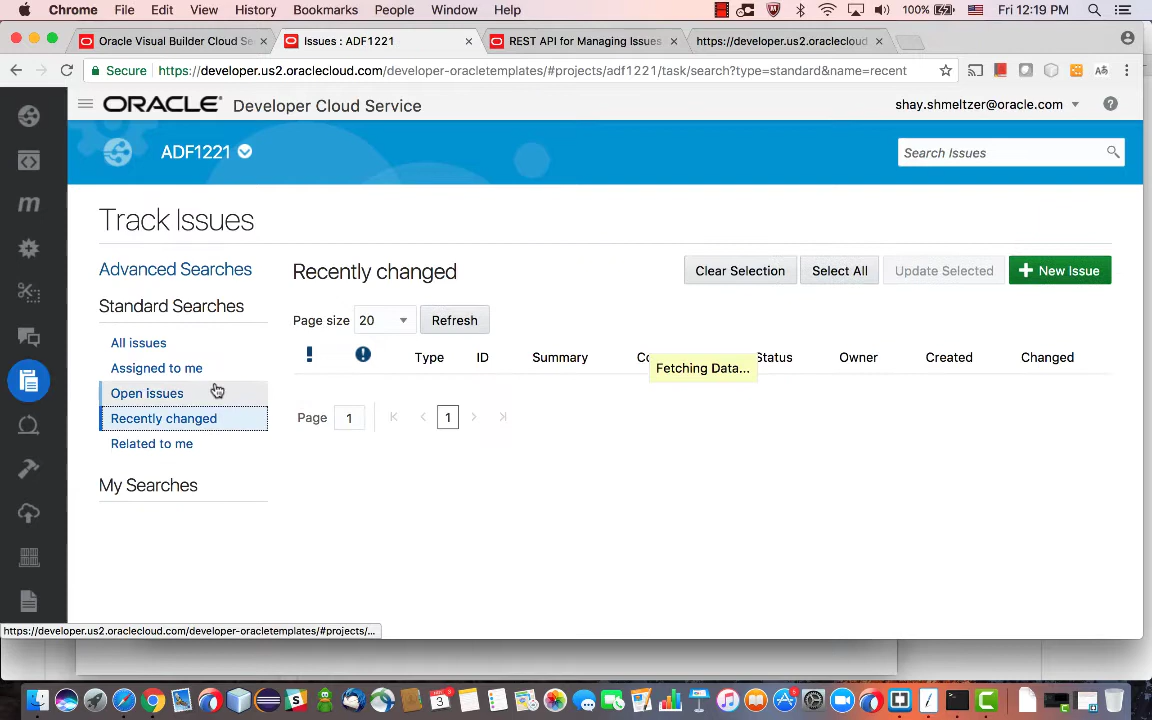 Chrome File Edit View History Bookmarks People Window Help 100% Fri 12:19 PM
Oracle Visual Builder Cloud Se
Issues : ADF1221
REST API for Managing Issues
https://developer.us2.oraclecloud
Secure https://developer.us2.oraclecloud.com/developer-oracletemplates/#projects/adf1221/task/search?type=standard&name=recent
ORACLE® Developer Cloud Service
shay.shmeltzer@oracle.com
ADF1221
Search Issues
Track Issues
Advanced Searches
Standard Searches
All issues
Assigned to me
Open issues
Recently changed
Related to me
My Searches
Recently changed
Clear Selection
Select All
Update Selected
New Issue
Page size 20 Refresh
Type ID Summary Status Owner Created Changed
Fetching Data...
Page 1 1
https://developer.us2.oraclecloud.com/developer-oracletemplates/#projects/...